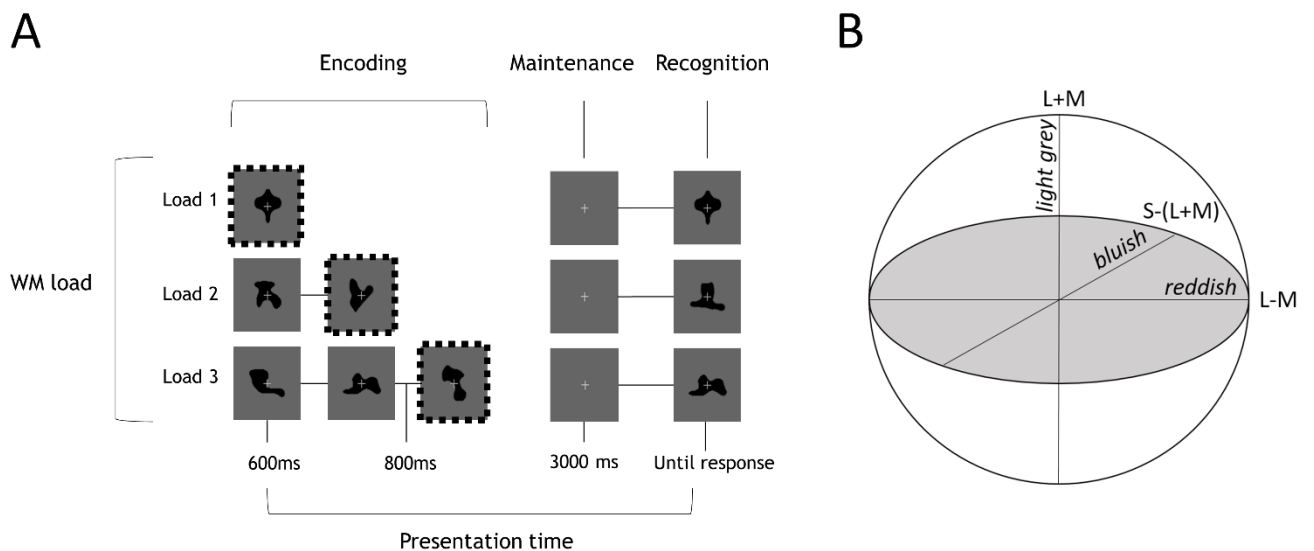 A
Encoding
Maintenance
Recognition
WM load
Load 1
Load 2
Load 3
600ms
800ms
3000 ms
Until response
Presentation time
B
L+M
light grey
S-(L+M)
bluish
reddish
L-M